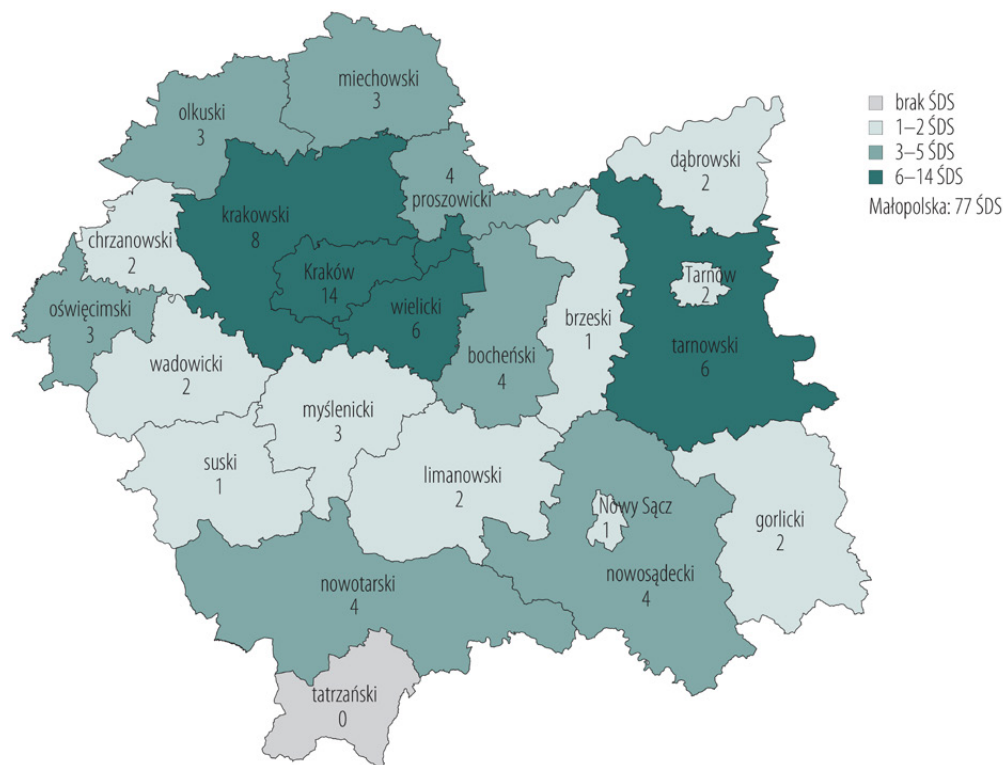 miechowski
3
olkuski
3
brak ŚDS
1–2 ŚDS
3–5 ŚDS
6–14 ŚDS
Małopolska: 77 ŚDS
dąbrowski
2
4
proszowicki
krakowski
8
chrzanowski
2
Kraków
14
wielicki
6
Tarnów
2
oświęcimski
3
brzeski
1
tarnowski
6
bocheński
4
wadowicki
2
myślenicki
3
suski
1
limanowski
2
Nowy Sącz
1
gorlicki
2
nowotarski
4
nowosądecki
4
tatrzański
0